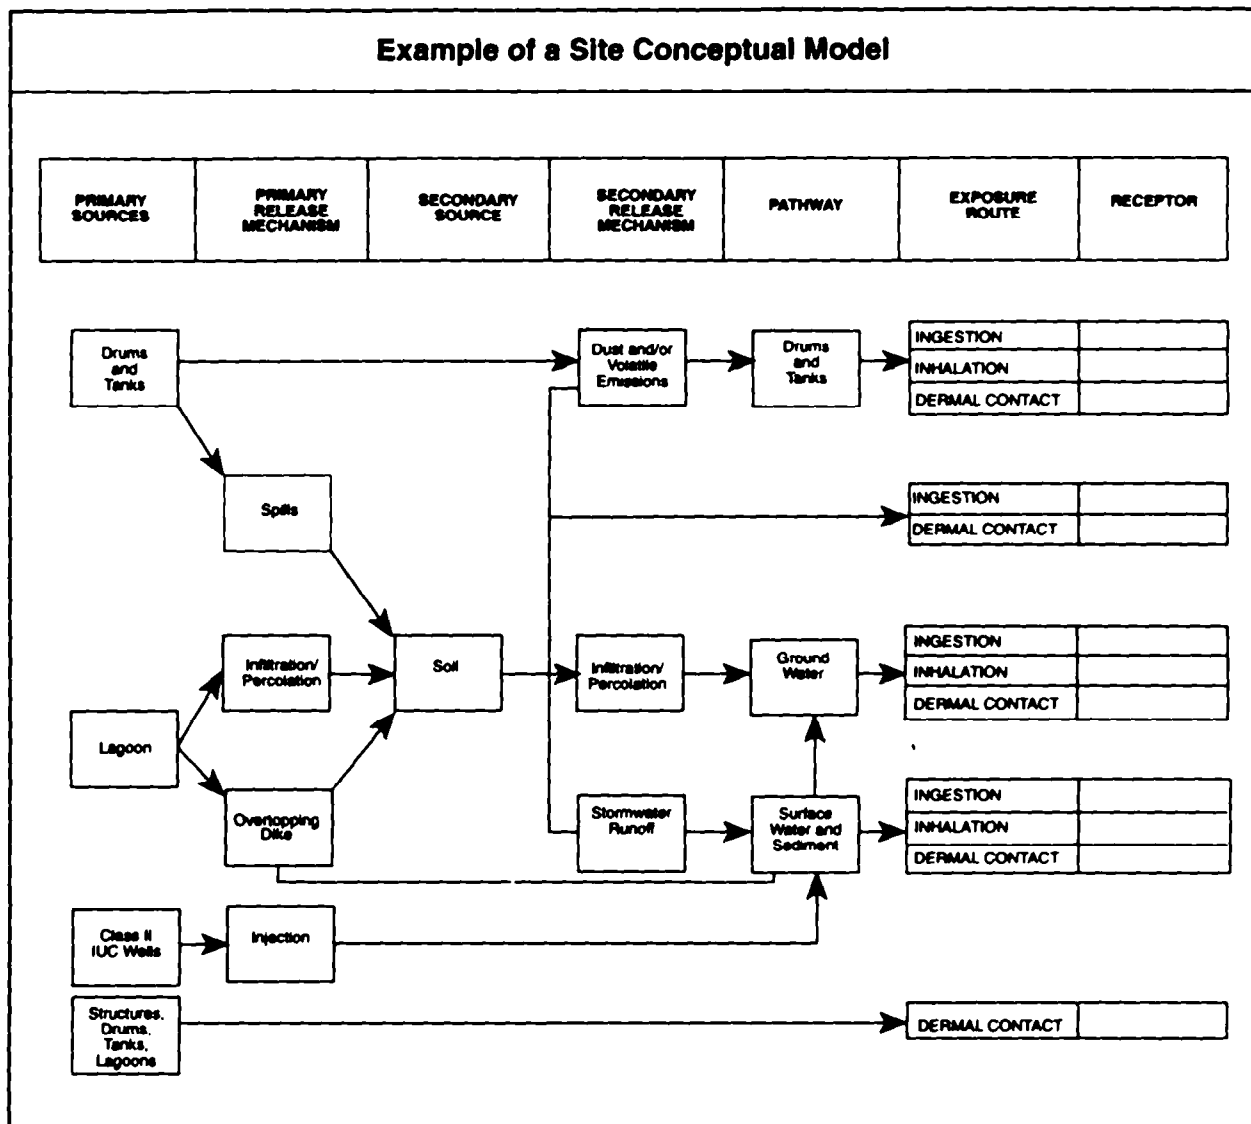 Example of a Site Conceptual Model
PRIMARY
SOURCES
PRIMARY
RELEASE
MECHANISM
SECONDARY
SOURCE
SECONDARY
RELEASE
MECHANISM
PATHWAY
EXPOSURE
ROUTE
RECEPTOR
Drums
and
Tanks
Dust and/or
Volatile
Emissions
Drums
and
Tanks
INGESTION
INHALATION
DERMAL CONTACT
Spills
INGESTION
DERMAL CONTACT
Infiltration/
Percolation
Soil
Infiltration/
Percolation
Ground
Water
INGESTION
INHALATION
DERMAL CONTACT
Lagoon
Overtopping
Dike
Stormwater
Runoff
Surface
Water and
Sediment
INGESTION
INHALATION
DERMAL CONTACT
Class II
IUC Wells
Injection
Structures,
Drums,
Tanks,
Lagoons
DERMAL CONTACT